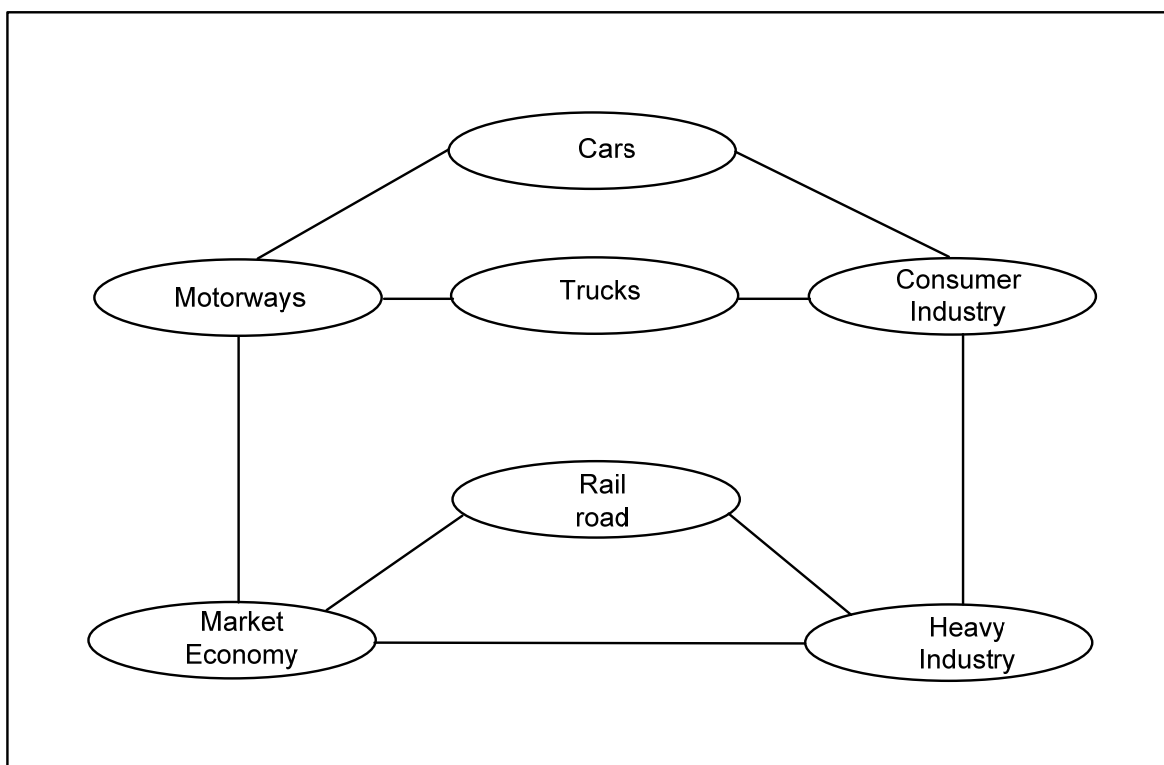 Cars
Motorways
Trucks
Consumer
Industry
Rail
road
Market
Economy
Heavy
Industry